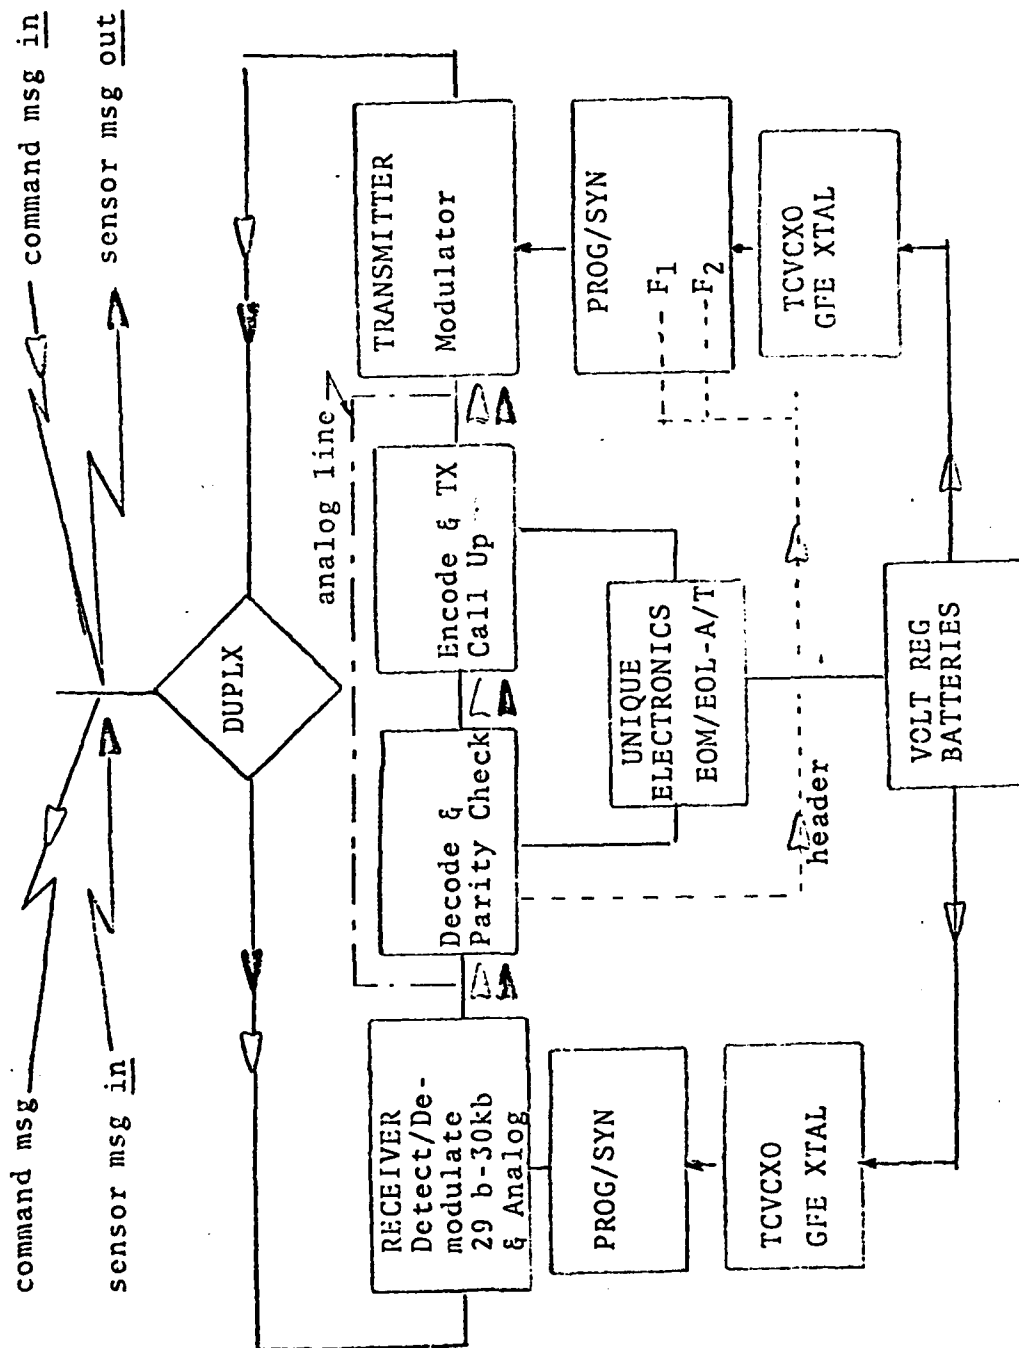 command msg
command msg in
sensor msg in
sensor msg out
DUPLX
analog line
RECEIVER
Detect/De-
modulate
29 b-30kb
& Analog
Decode &
Parity Check
Encode & TX
Call Up
TRANSMITTER
Modulator
PROG/SYN
UNIQUE
ELECTRONICS
EOM/EOL-A/T
PROG/SYN
F1
F2
header
TCVCXO
GFE XTAL
VOLT REG
BATTERIES
TCVCXO
GFE XTAL